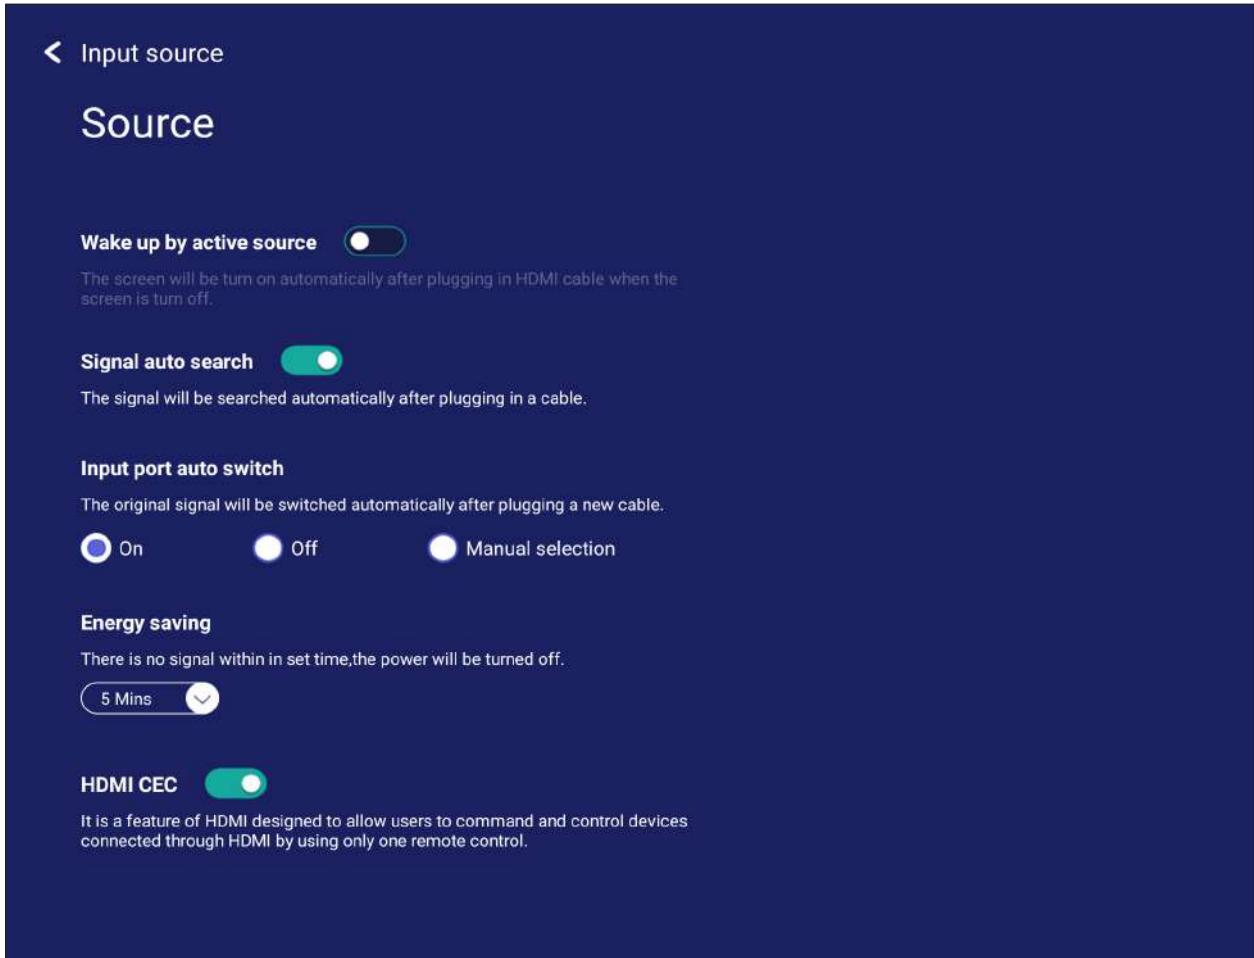 Input source
Source
Wake up by active source
The screen will be turn on automatically after plugging in HDMI cable when the
screen is turn off.
Signal auto search
The signal will be searched automatically after plugging in a cable.
Input port auto switch
The original signal will be switched automatically after plugging a new cable.
On Off Manual selection
Energy saving
There is no signal within in set time,the power will be turned off.
5 Mins
HDMI CEC
It is a feature of HDMI designed to allow users to command and control devices
connected through HDMI by using only one remote control.